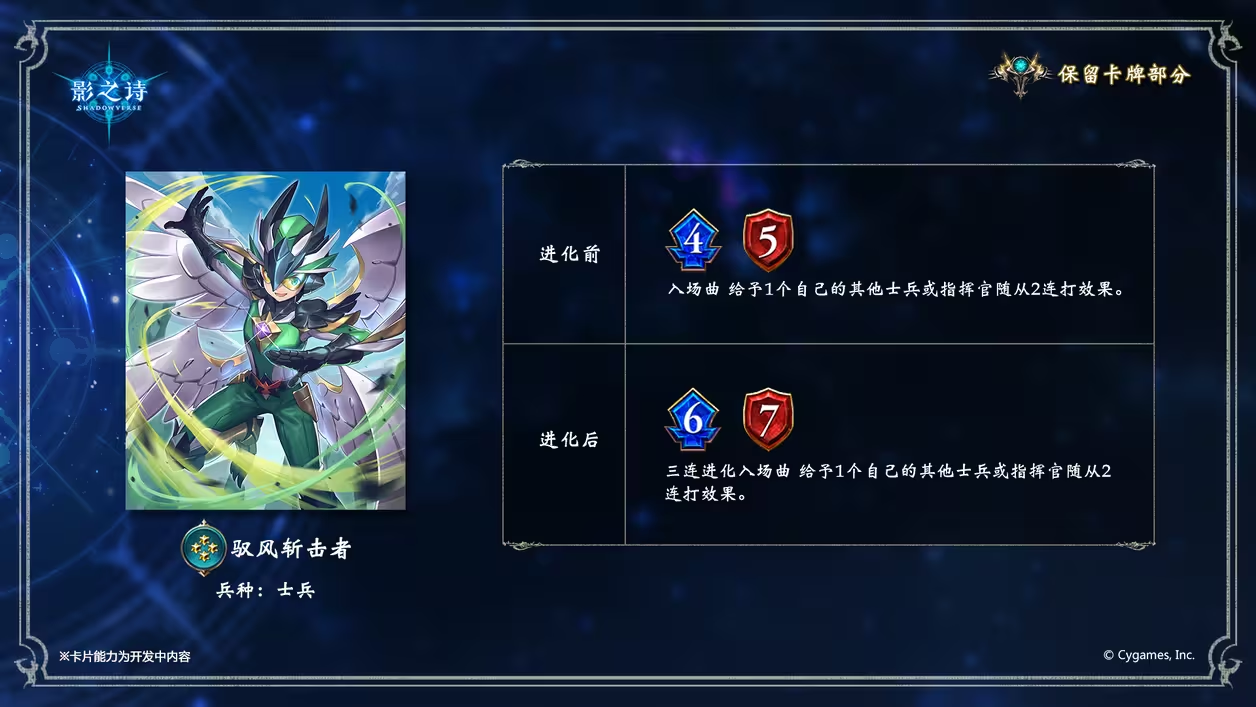 影之诗
SHADOWVERSE
保留卡牌部分
进化前
4 5
入场曲 给予1个自己的其他士兵或指挥官随从2连打效果。
进化后
6 7
三连进化入场曲 给予1个自己的其他士兵或指挥官随从2
连打效果。
驭风斩击者
兵种：士兵
※卡片能力为开发中内容
© Cygames, Inc.